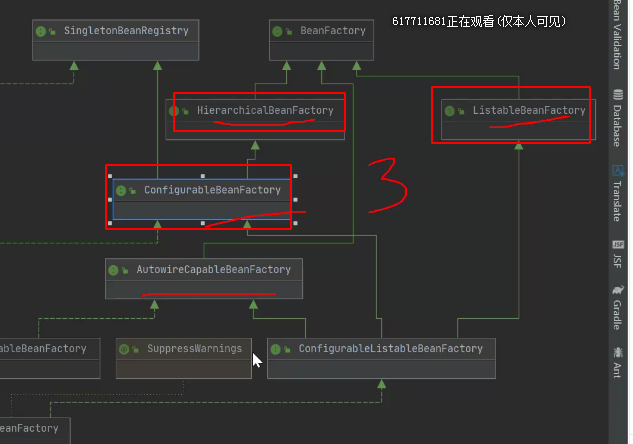 617711681正在观看(仅本人可见)
SingletonBeanRegistry
BeanFactory
HierarchicalBeanFactory
ListableBeanFactory
ConfigurableBeanFactory
3
AutowireCapableBeanFactory
ableBeanFactory
SuppressWarnings
ConfigurableListableBeanFactory
eanFactory
Bean Validation
Database
Translate
JSF
Gradle
Ant